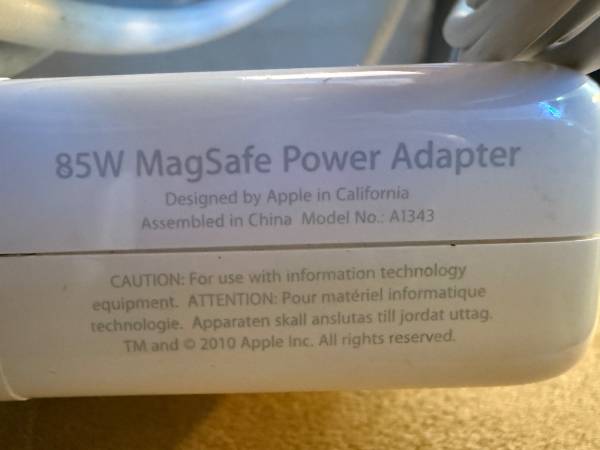 85W MagSafe Power Adapter
Designed by Apple in California
Assembled in China Model No.: A1343
CAUTION: For use with information technology
equipment. ATTENTION: Pour matériel informatique
technologie. Apparaten skall anslutas till jordat uttag.
TM and © 2010 Apple Inc. All rights reserved.